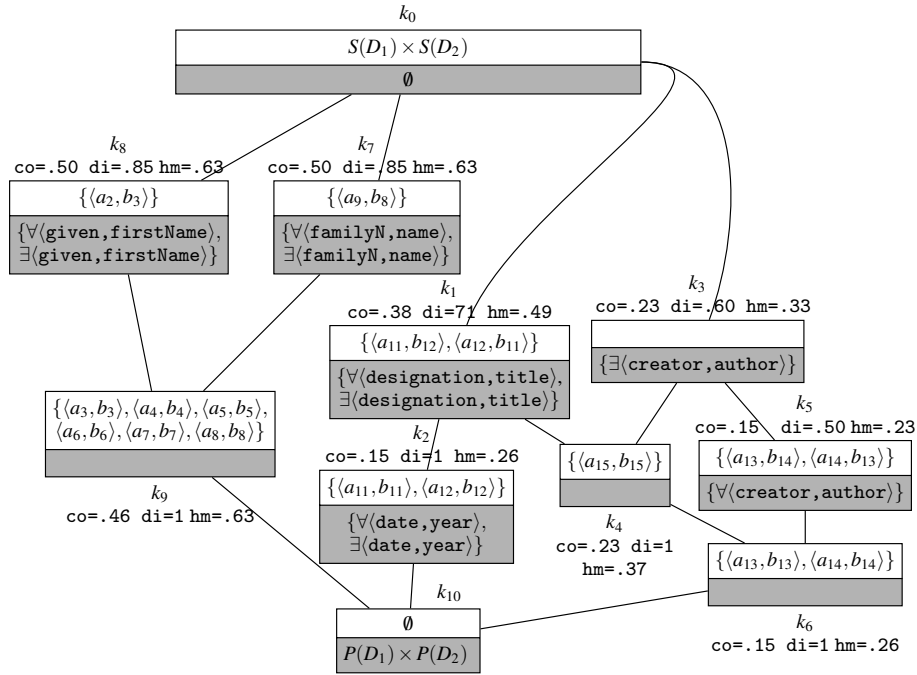 k₀
S(D₁) × S(D₂)
∅
k₈
co=.50 di=.85 hm=.63
{⟨a₂,b₃⟩}
{∀⟨given,firstName⟩,
∃⟨given,firstName⟩}
k₇
co=.50 di=.85 hm=.63
{⟨a₉,b₈⟩}
{∀⟨familyN,name⟩,
∃⟨familyN,name⟩}
k₁
co=.38 di=71 hm=.49
{⟨a₁₁,b₁₂⟩,⟨a₁₂,b₁₁⟩}
{∀⟨designation,title⟩,
∃⟨designation,title⟩}
k₃
co=.23 di=.60 hm=.33
{∃⟨creator,author⟩}
{⟨a₃,b₃⟩,⟨a₄,b₄⟩,⟨a₅,b₅⟩,
⟨a₆,b₆⟩,⟨a₇,b₇⟩,⟨a₈,b₈⟩}
k₉
co=.46 di=1 hm=.63
k₂
co=.15 di=1 hm=.26
{⟨a₁₁,b₁₁⟩,⟨a₁₂,b₁₂⟩}
{∀⟨date,year⟩,
∃⟨date,year⟩}
{⟨a₁₅,b₁₅⟩}
k₄
co=.23 di=1
hm=.37
k₅
co=.15 di=.50 hm=.23
{⟨a₁₃,b₁₄⟩,⟨a₁₄,b₁₃⟩}
{∀⟨creator,author⟩}
{⟨a₁₃,b₁₃⟩,⟨a₁₄,b₁₄⟩}
k₆
co=.15 di=1 hm=.26
k₁₀
∅
P(D₁) × P(D₂)